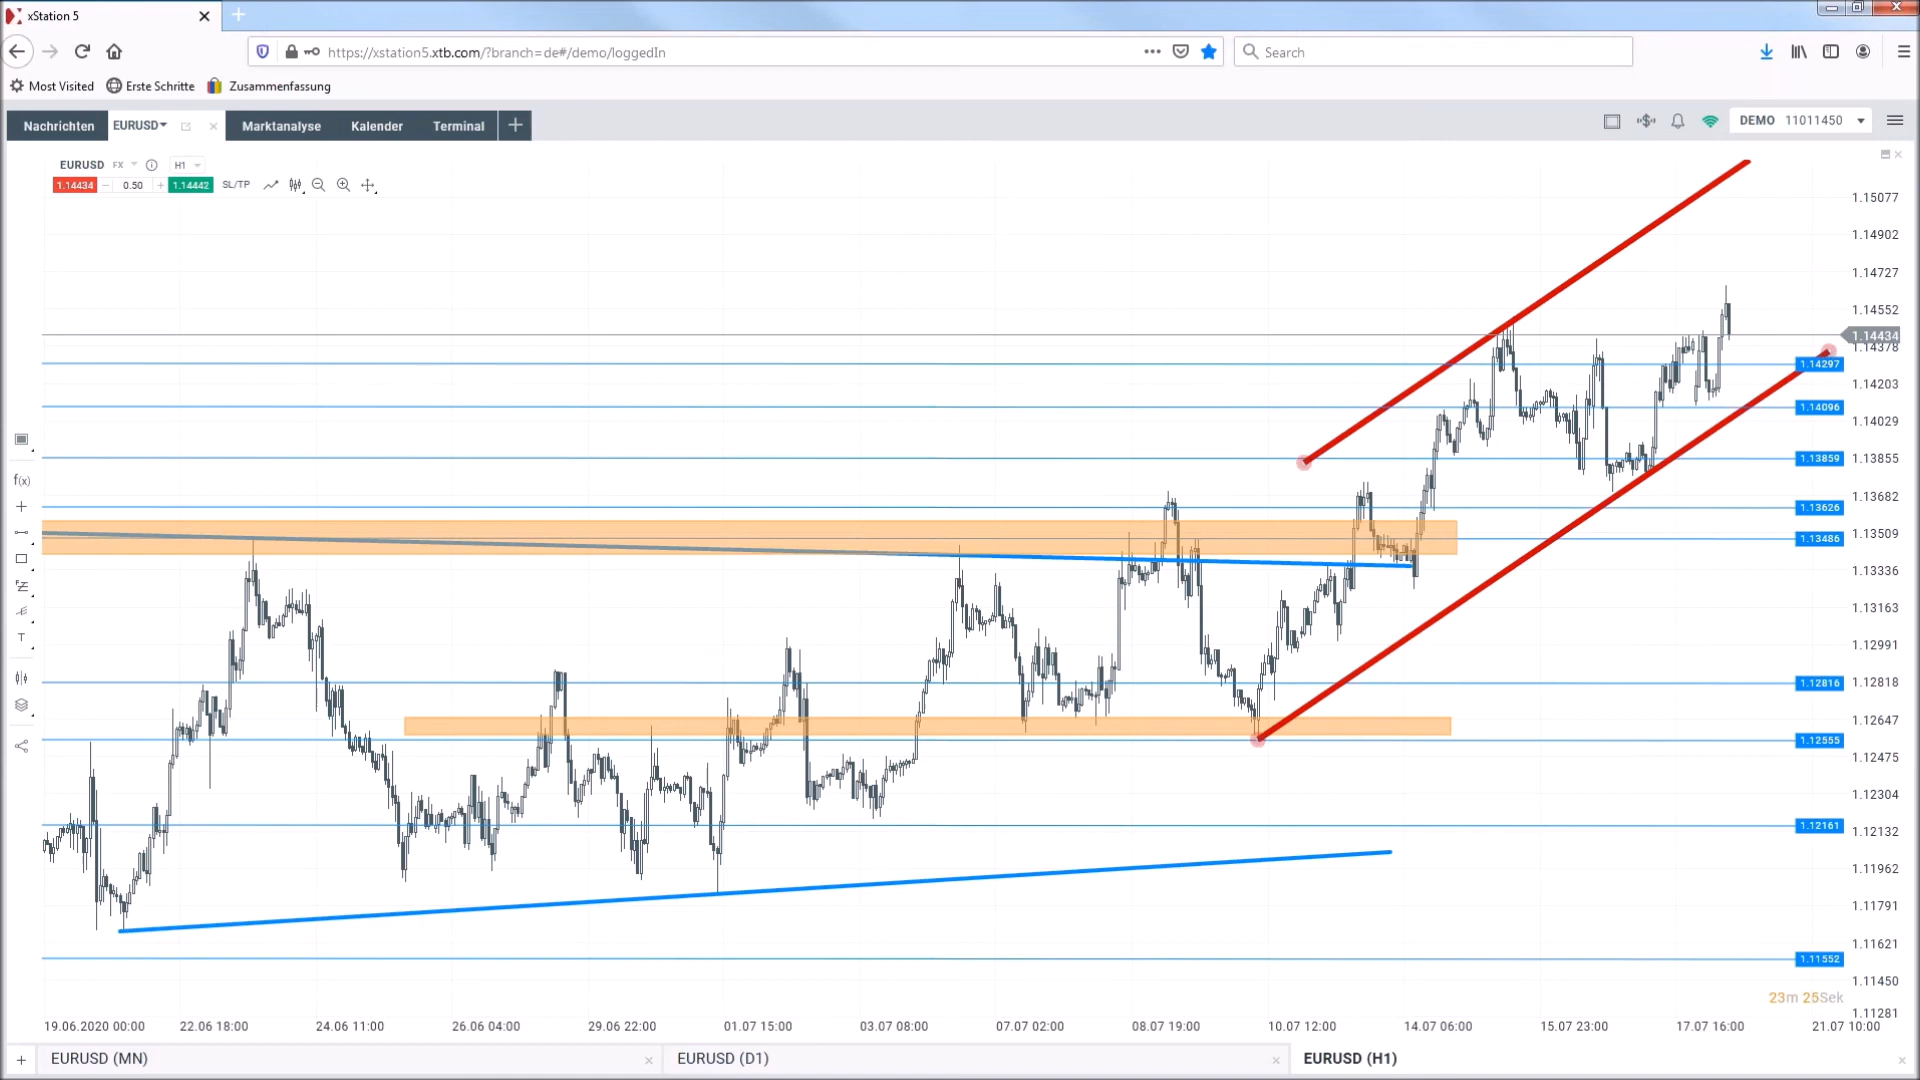 xStation 5
https://xstation5.xtb.com/?branch=de#/demo/loggedIn
Search
Most Visited Erste Schritte Zusammenfassung
Nachrichten EURUSD Marktanalyse Kalender Terminal DEMO 11011450
EURUSD FX H1
1.14434 0.50 1.14442 SL/TP
1.15077
1.14902
1.14727
1.14552
1.14434
1.14378
1.14297
1.14203
1.14096
1.14029
1.13859
1.13855
1.13682
1.13626
1.13509
1.13486
1.13336
1.13163
1.12991
1.12818
1.12816
1.12647
1.12555
1.12475
1.12304
1.12161
1.12132
1.11962
1.11791
1.11621
1.11552
1.11450
23m 25Sek
1.11281
f(x)
T
19.06.2020 00:00 22.06 18:00 24.06 11:00 26.06 04:00 29.06 22:00 01.07 15:00 03.07 08:00 07.07 02:00 08.07 19:00 10.07 12:00 14.07 06:00 15.07 23:00 17.07 16:00 21.07 10:00
EURUSD (MN) EURUSD (D1) EURUSD (H1)